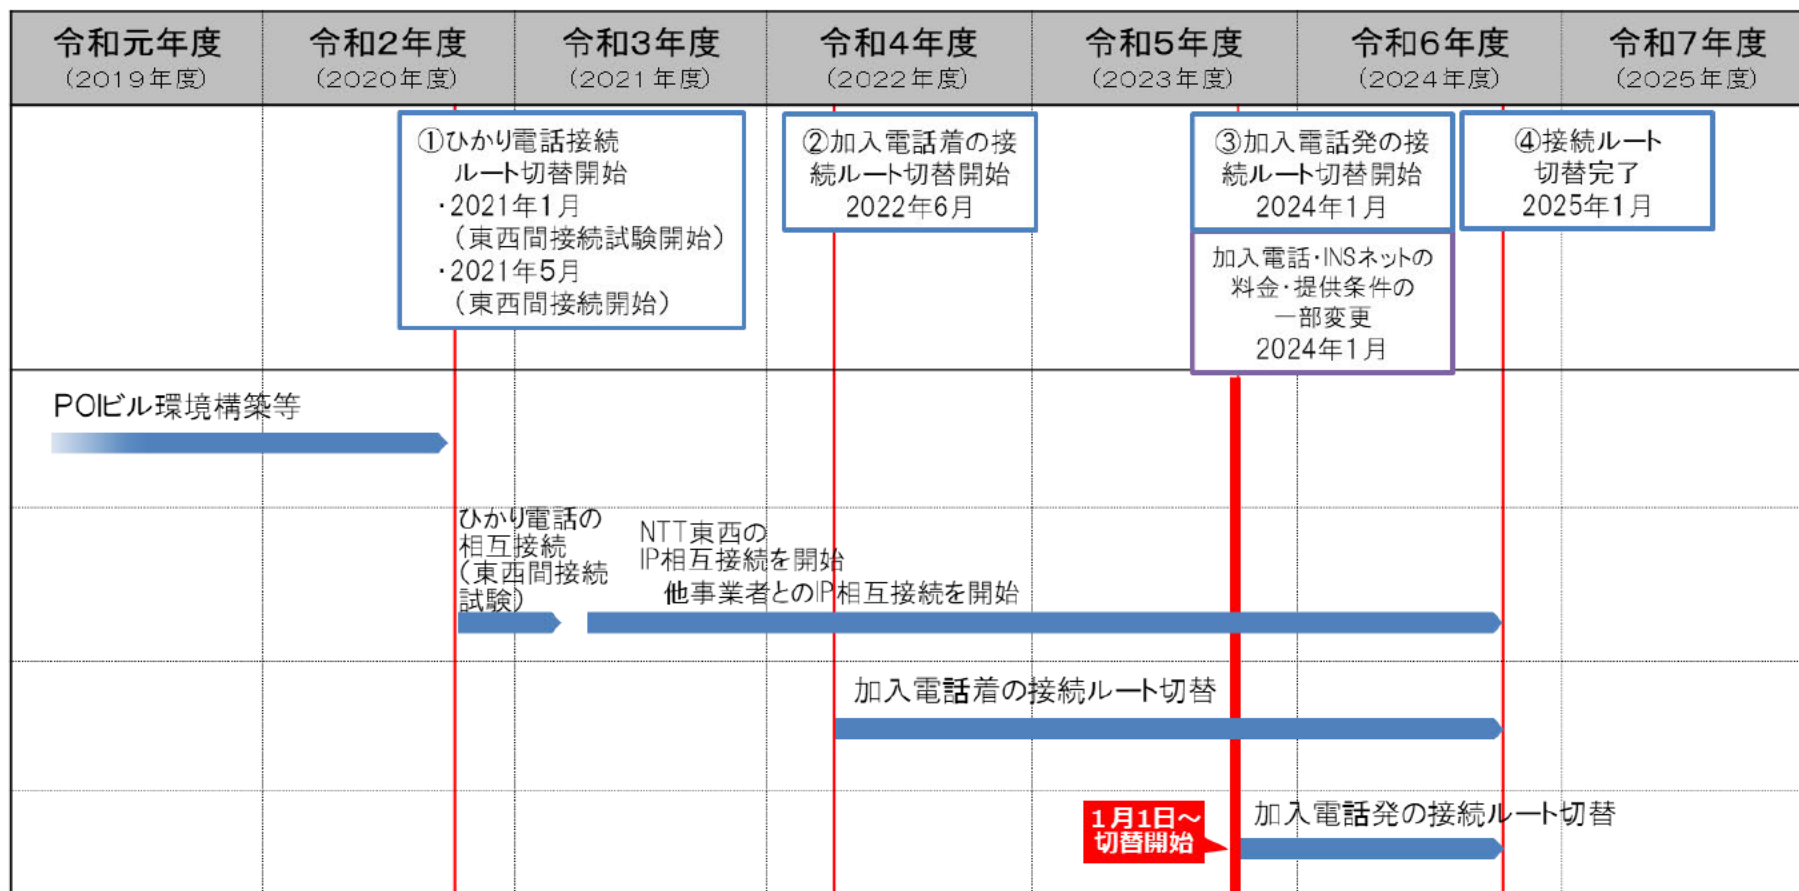 令和元年度
（2019年度）
令和2年度
（2020年度）
令和3年度
（2021年度）
令和4年度
（2022年度）
令和5年度
（2023年度）
令和6年度
（2024年度）
令和7年度
（2025年度）
①ひかり電話接続
ルート切替開始
・2021年1月
（東西間接続試験開始）
・2021年5月
（東西間接続開始）
②加入電話着の接
続ルート切替開始
2022年6月
③加入電話発の接
続ルート切替開始
2024年1月
加入電話・INSネットの
料金・提供条件の
一部変更
2024年1月
④接続ルート
切替完了
2025年1月
POIビル環境構築等
ひかり電話の
相互接続
（東西間接続
試験）
NTT東西の
IP相互接続を開始
他事業者とのIP相互接続を開始
加入電話着の接続ルート切替
1月1日～
切替開始
加入電話発の接続ルート切替